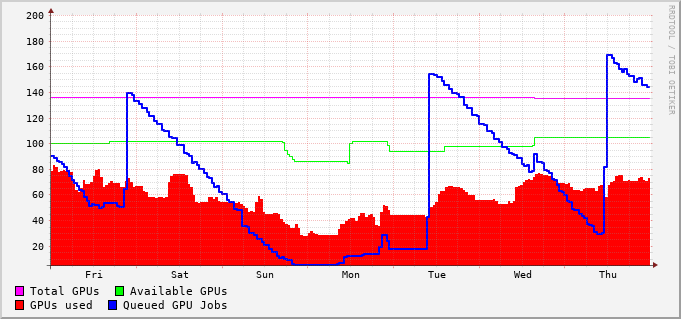 RRDTOOL / TOBI OETIKER
200
180
160
140
120
100
80
60
40
20
Fri Sat Sun Mon Tue Wed Thu
Total GPUs Available GPUs
GPUs used Queued GPU Jobs